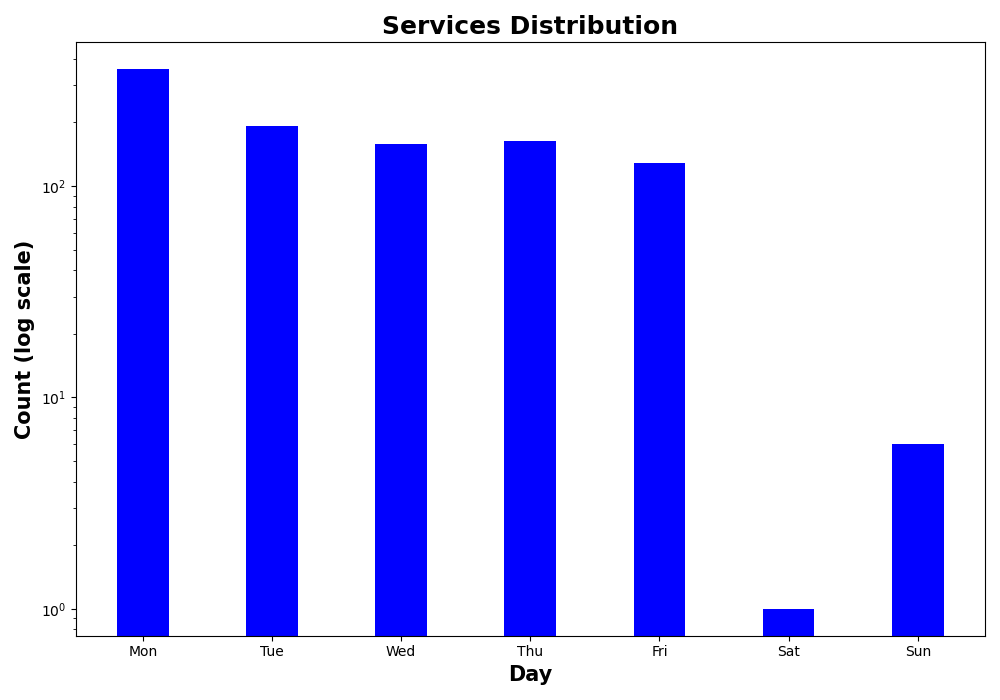 Services Distribution
Count (log scale)
10²
10¹
10⁰
Mon Tue Wed Thu Fri Sat Sun
Day